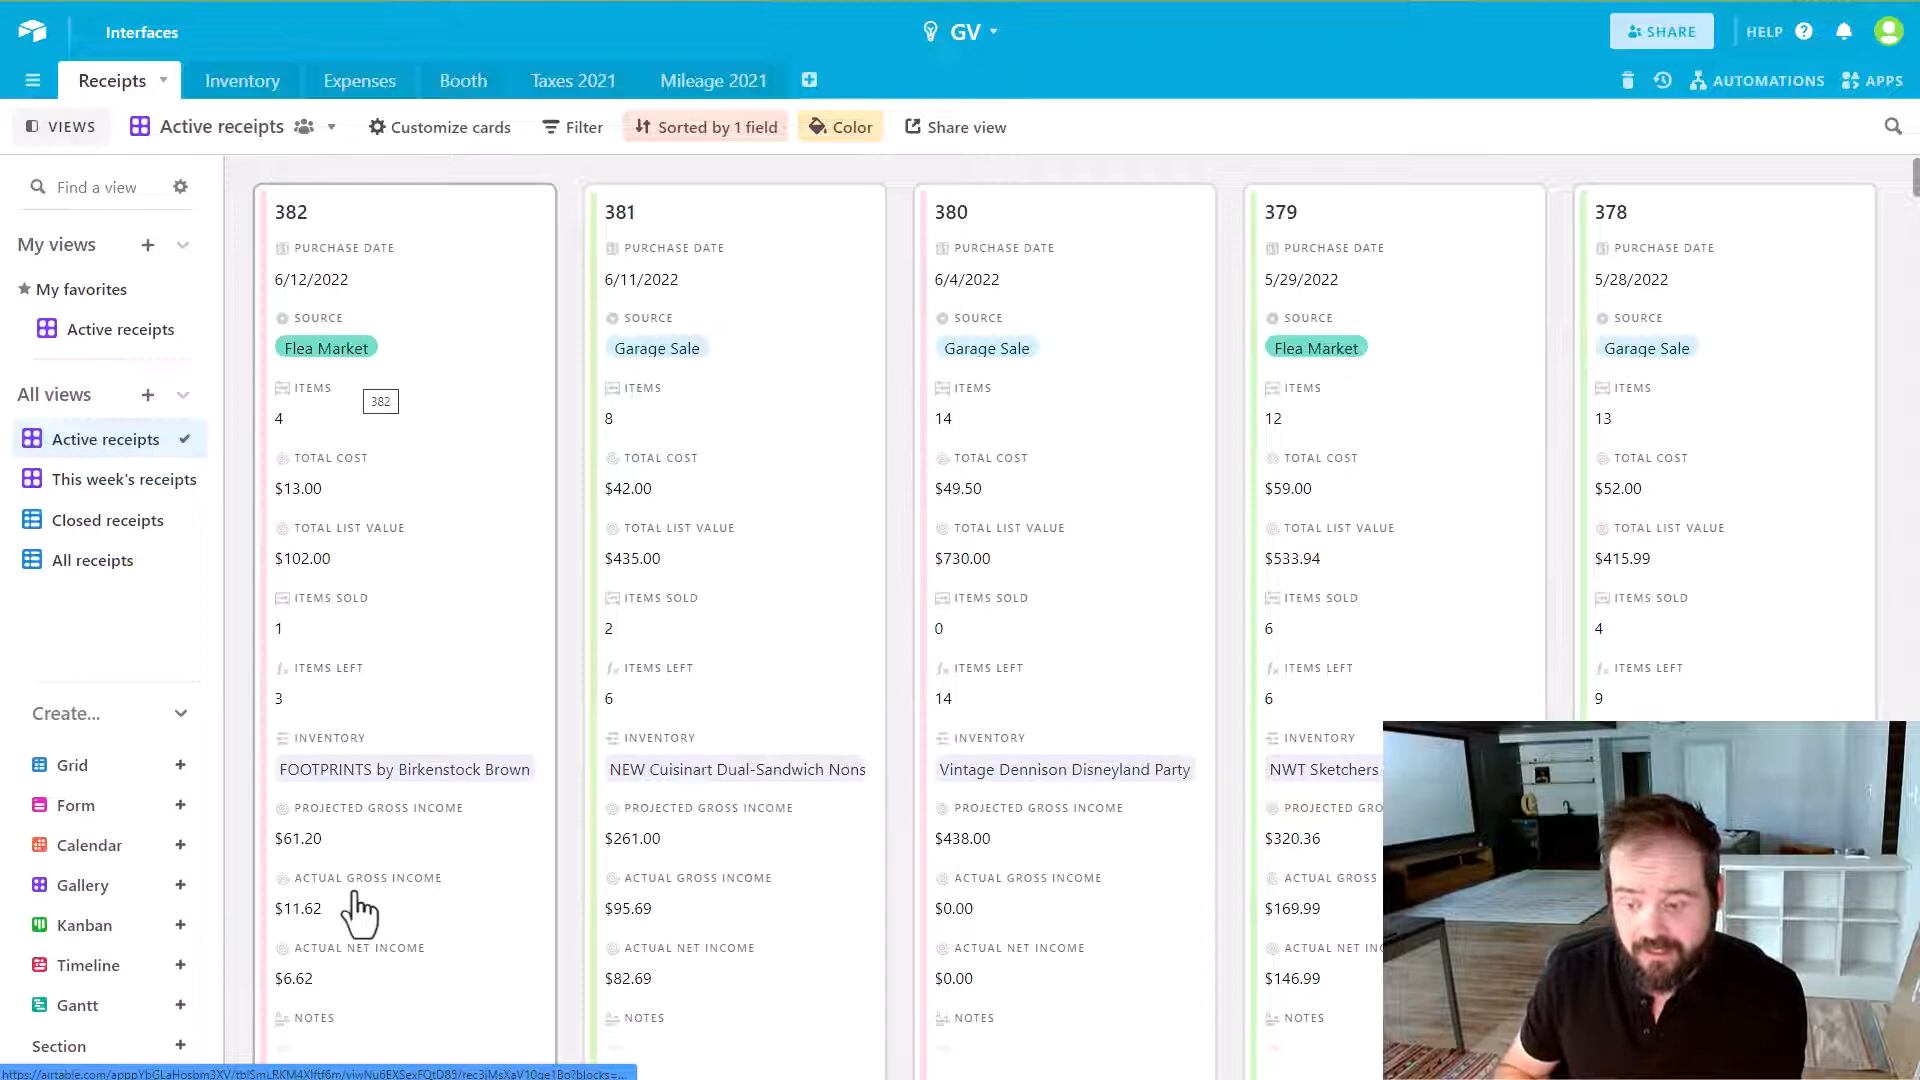 Interfaces
GV
SHARE
HELP
Receipts
Inventory
Expenses
Booth
Taxes 2021
Mileage 2021
AUTOMATIONS
APPS
VIEWS
Active receipts
Customize cards
Filter
Sorted by 1 field
Color
Share view
Find a view
My views
My favorites
Active receipts
All views
Active receipts
This week's receipts
Closed receipts
All receipts
Create...
Grid
Form
Calendar
Gallery
Kanban
Timeline
Gantt
Section
382
PURCHASE DATE
6/12/2022
SOURCE
Flea Market
ITEMS
382
4
TOTAL COST
$13.00
TOTAL LIST VALUE
$102.00
ITEMS SOLD
1
ITEMS LEFT
3
INVENTORY
FOOTPRINTS by Birkenstock Brown
PROJECTED GROSS INCOME
$61.20
ACTUAL GROSS INCOME
$11.62
ACTUAL NET INCOME
$6.62
NOTES
381
PURCHASE DATE
6/11/2022
SOURCE
Garage Sale
ITEMS
8
TOTAL COST
$42.00
TOTAL LIST VALUE
$435.00
ITEMS SOLD
2
ITEMS LEFT
6
INVENTORY
NEW Cuisinart Dual-Sandwich Nons
PROJECTED GROSS INCOME
$261.00
ACTUAL GROSS INCOME
$95.69
ACTUAL NET INCOME
$82.69
NOTES
380
PURCHASE DATE
6/4/2022
SOURCE
Garage Sale
ITEMS
14
TOTAL COST
$49.50
TOTAL LIST VALUE
$730.00
ITEMS SOLD
0
ITEMS LEFT
14
INVENTORY
Vintage Dennison Disneyland Party
PROJECTED GROSS INCOME
$438.00
ACTUAL GROSS INCOME
$0.00
ACTUAL NET INCOME
$0.00
NOTES
379
PURCHASE DATE
5/29/2022
SOURCE
Flea Market
ITEMS
12
TOTAL COST
$59.00
TOTAL LIST VALUE
$533.94
ITEMS SOLD
6
ITEMS LEFT
6
INVENTORY
NWT Sketchers
PROJECTED GRO
$320.36
ACTUAL GROSS
$169.99
ACTUAL NET IN
$146.99
NOTES
378
PURCHASE DATE
5/28/2022
SOURCE
Garage Sale
ITEMS
13
TOTAL COST
$52.00
TOTAL LIST VALUE
$415.99
ITEMS SOLD
4
ITEMS LEFT
9